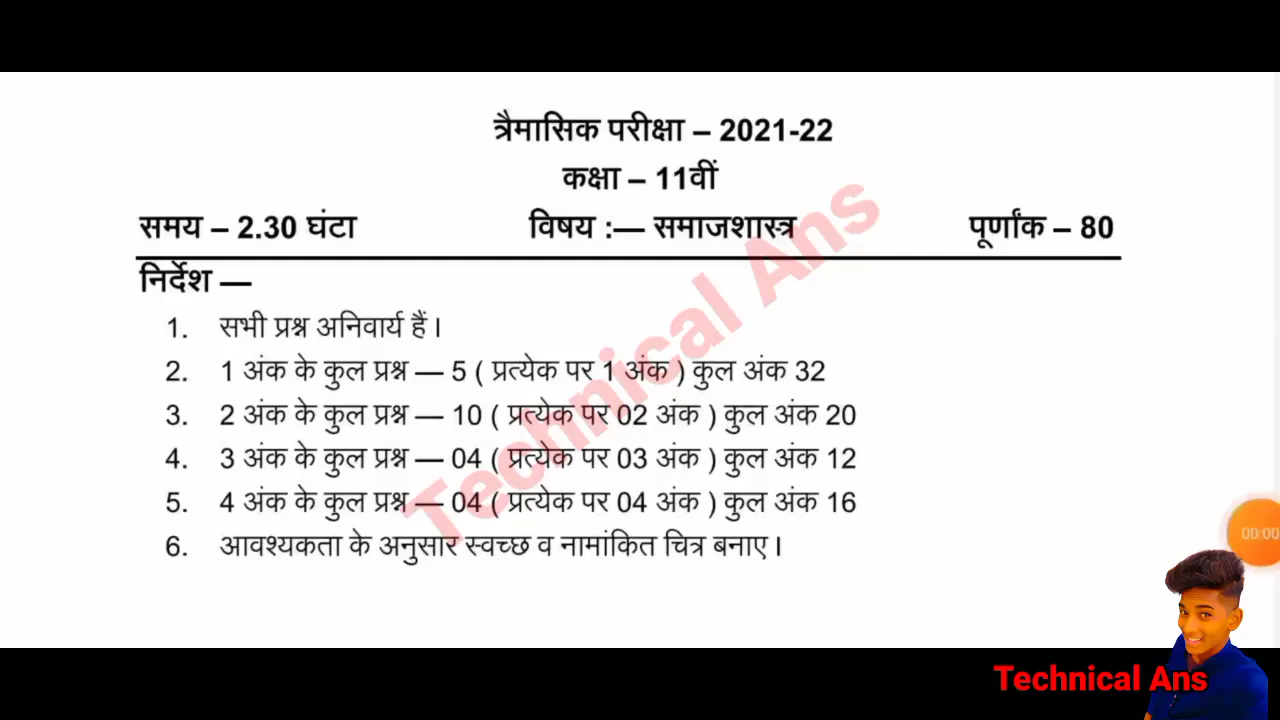 त्रैमासिक परीक्षा – 2021-22
कक्षा – 11वीं
समय – 2.30 घंटा विषय :— समाजशास्त्र पूर्णांक – 80
निर्देश —
1. सभी प्रश्न अनिवार्य हैं।
2. 1 अंक के कुल प्रश्न — 5 ( प्रत्येक पर 1 अंक ) कुल अंक 32
3. 2 अंक के कुल प्रश्न — 10 ( प्रत्येक पर 02 अंक ) कुल अंक 20
4. 3 अंक के कुल प्रश्न — 04 ( प्रत्येक पर 03 अंक ) कुल अंक 12
5. 4 अंक के कुल प्रश्न — 04 ( प्रत्येक पर 04 अंक ) कुल अंक 16
6. आवश्यकता के अनुसार स्वच्छ व नामांकित चित्र बनाए।
Technical Ans
00:00
Technical Ans